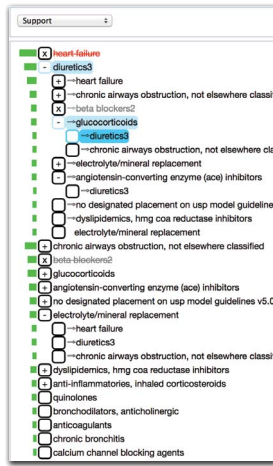 Support
x heart failure
- diuretics3
+ →heart failure
+ →chronic airways obstruction, not elsewhere classif
x →beta blockers2
- →glucocorticoids
→diuretics3
→chronic airways obstruction, not elsewhere cla
+ →electrolyte/mineral replacement
- →angiotensin-converting enzyme (ace) inhibitors
→diuretics3
→no designated placement on usp model guideline
→dyslipidemics, hmg coa reductase inhibitors
electrolyte/mineral replacement
+ chronic airways obstruction, not elsewhere classified
x beta blockers2
+ glucocorticoids
+ angiotensin-converting enzyme (ace) inhibitors
+ no designated placement on usp model guidelines v5.0
- electrolyte/mineral replacement
→heart failure
→diuretics3
→chronic airways obstruction, not elsewhere classif
+ dyslipidemics, hmg coa reductase inhibitors
+ anti-inflammatories, inhaled corticosteroids
quinolones
bronchodilators, anticholinergic
anticoagulants
chronic bronchitis
calcium channel blocking agents